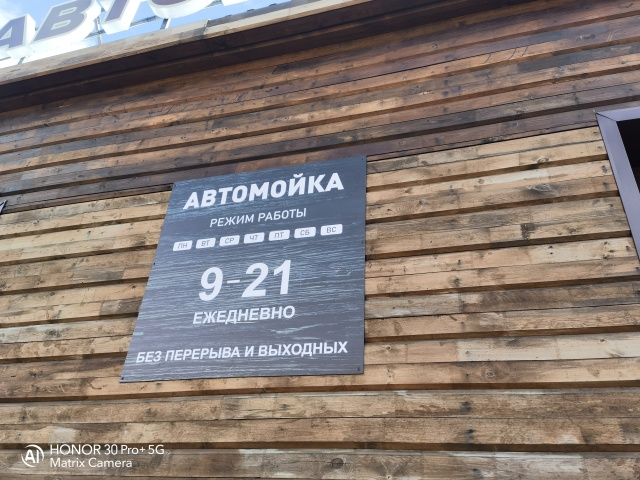 АВТОМОЙКА
РЕЖИМ РАБОТЫ
ПН ВТ СР ЧТ ПТ СБ ВС
9-21
ЕЖЕДНЕВНО
БЕЗ ПЕРЕРЫВА И ВЫХОДНЫХ
AI HONOR 30 Pro+ 5G
Matrix Camera